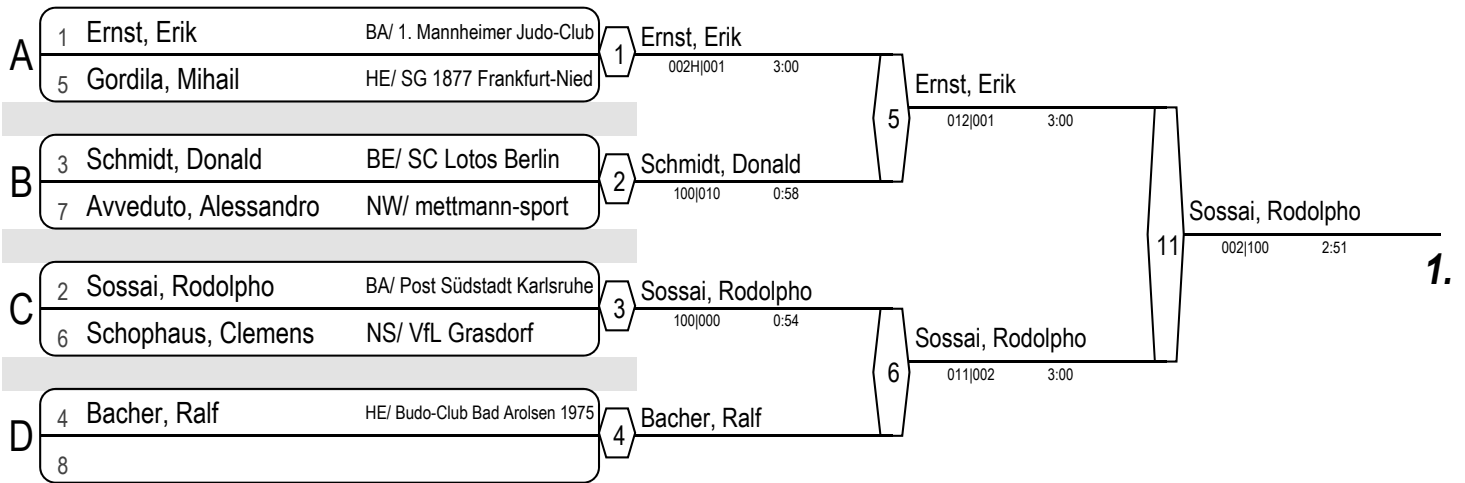 A
1 Ernst, Erik BA/ 1. Mannheimer Judo-Club
5 Gordila, Mihail HE/ SG 1877 Frankfurt-Nied
1
Ernst, Erik
002H|001 3:00
B
3 Schmidt, Donald BE/ SC Lotos Berlin
7 Avveduto, Alessandro NW/ mettmann-sport
2
Schmidt, Donald
100|010 0:58
5
Ernst, Erik
012|001 3:00
C
2 Sossai, Rodolpho BA/ Post Südstadt Karlsruhe
6 Schophaus, Clemens NS/ VfL Grasdorf
3
Sossai, Rodolpho
100|000 0:54
D
4 Bacher, Ralf HE/ Budo-Club Bad Arolsen 1975
8
4
Bacher, Ralf
6
Sossai, Rodolpho
011|002 3:00
11
Sossai, Rodolpho
002|100 2:51
1.